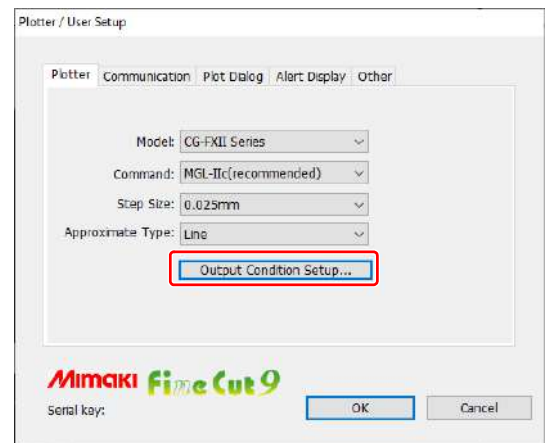 Plotter / User Setup
Plotter Communication Plot Dialog Alert Display Other
Model: CG-FXII Series
Command: MGL-IIc(recommended)
Step Size: 0.025mm
Approximate Type: Line
Output Condition Setup...
Mimaki Fine Cut 9
Serial key:
OK Cancel